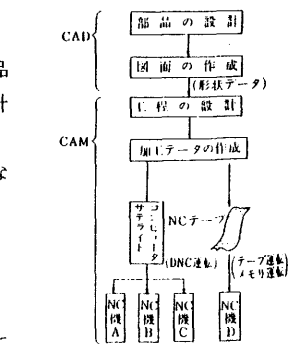 品
計
な
CAD
部品の設計
図面の作成
(形状データ)
CAM
工程の設計
加工データの作成
サテライト
コンピュータ
NCテープ
(DNC運転)
(テープ運転
メモリ運転)
NC機A
NC機B
NC機C
NC機D